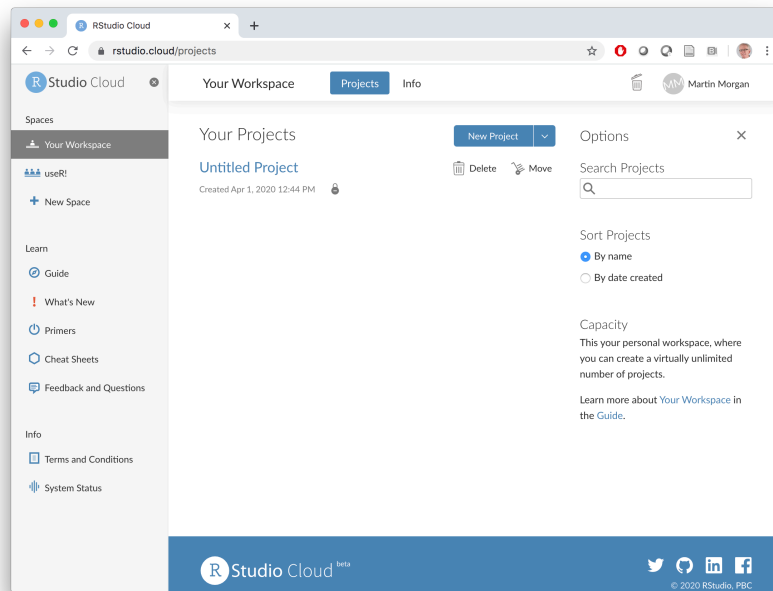 R RStudio Cloud
rstudio.cloud/projects
R Studio Cloud
Your Workspace
Projects
Info
MM
Martin Morgan
Spaces
Your Workspace
useR!
New Space
Learn
Guide
What's New
Primers
Cheat Sheets
Feedback and Questions
Info
Terms and Conditions
System Status
Your Projects
New Project
Untitled Project
Delete
Move
Created Apr 1, 2020 12:44 PM
Options
Search Projects
Sort Projects
By name
By date created
Capacity
This your personal workspace, where
you can create a virtually unlimited
number of projects.
Learn more about Your Workspace in
the Guide.
R Studio Cloud beta
© 2020 RStudio, PBC